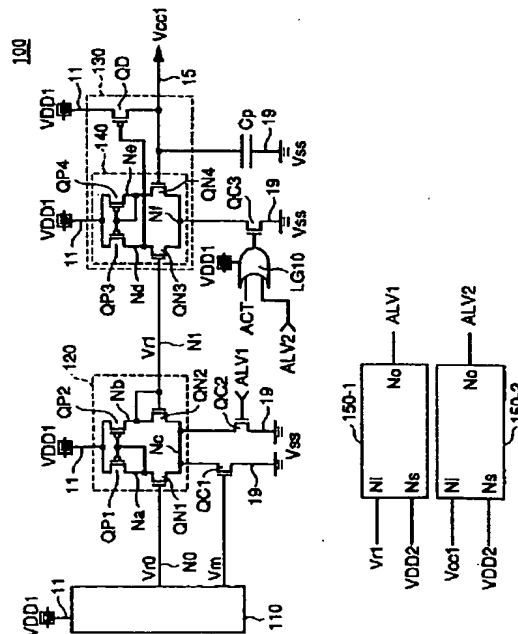 100
VDD1
11
110
Vr0
N0
Vm
VDD1
11
120
QP1
QP2
Na
Nb
QN1
QN2
Nc
QC1
QC2
ALV1
19
19
Vss
Vr1
N1
VDD1
11
140
130
QP3
QP4
Nd
Ne
QN3
QN4
Nf
VDD1
11
QD
15
Vcc1
Cp
19
Vss
VDD1
ACT
ALV2
LG10
QC3
19
Vss
150-1
Vr1
Ni
VDD2
Ns
No
ALV1
150-2
Vcc1
Ni
VDD2
Ns
No
ALV2